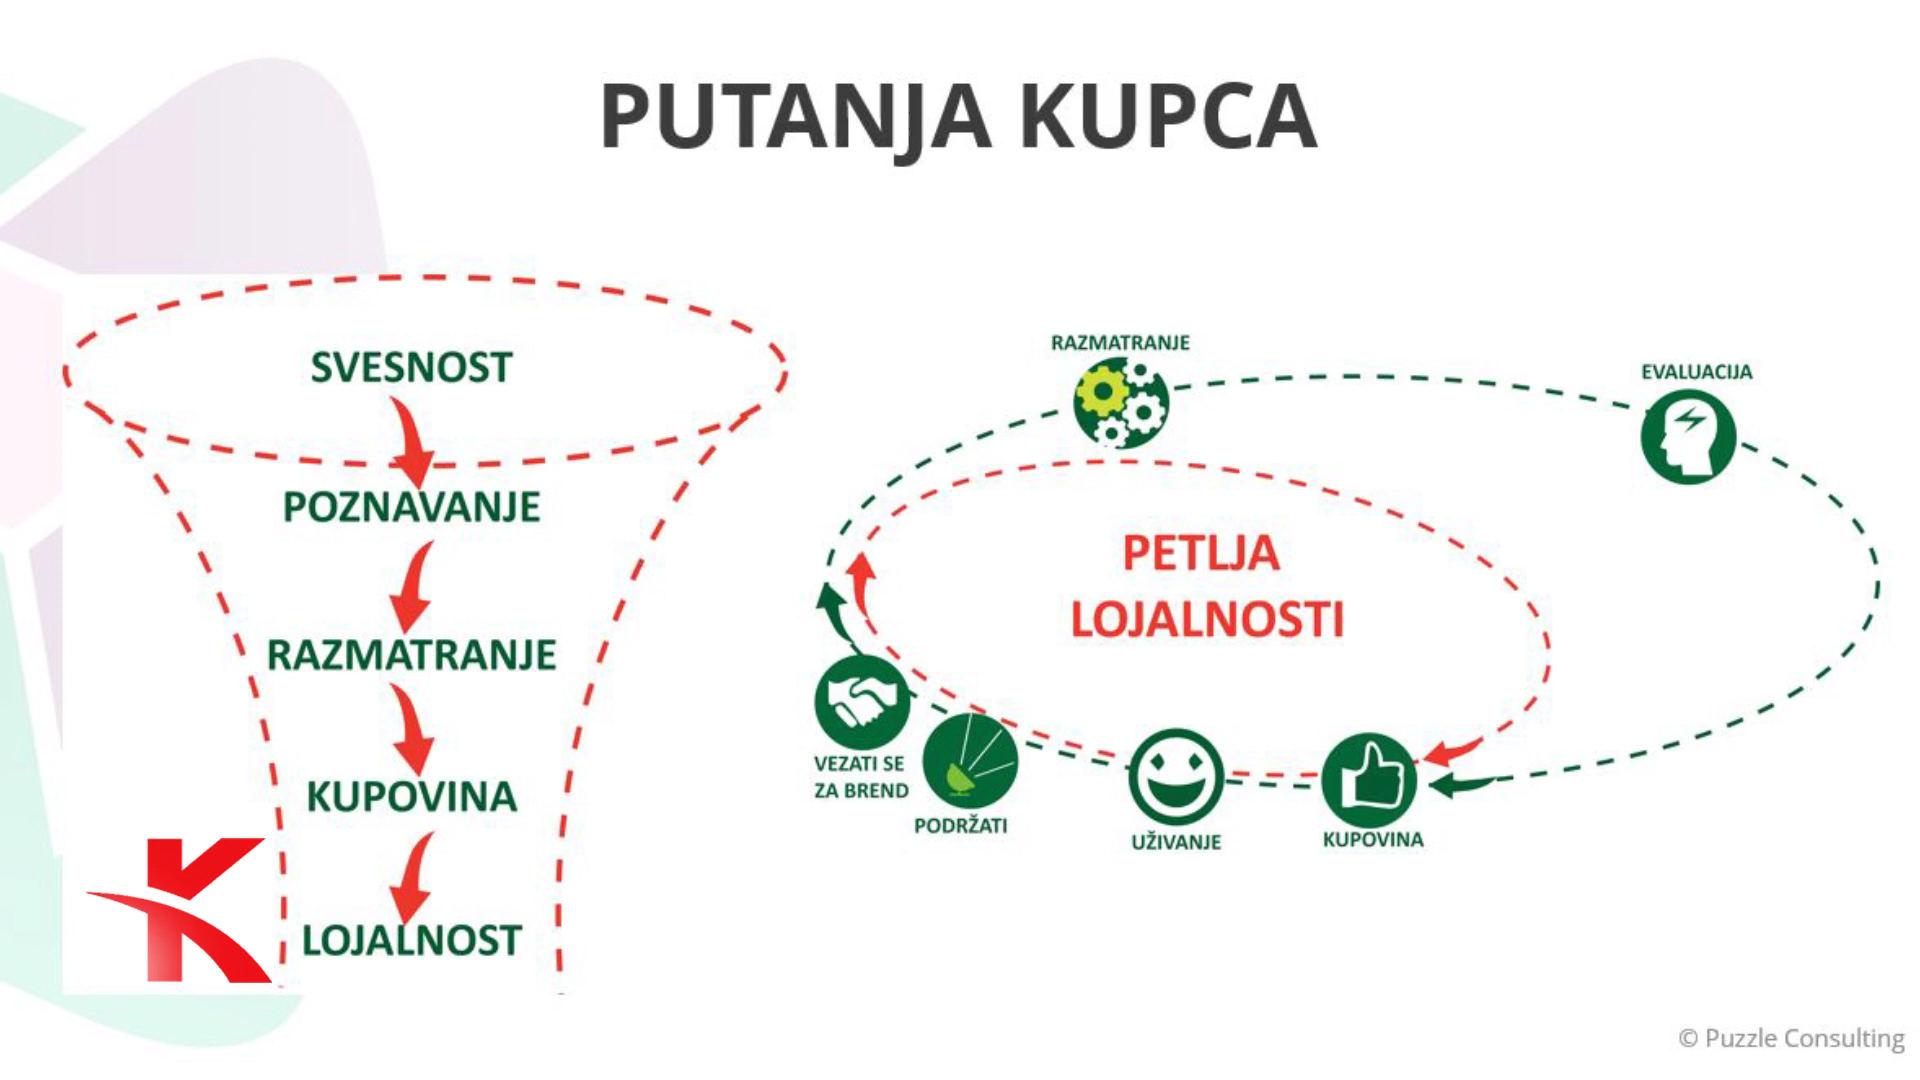 PUTANJA KUPCA
SVESNOST
POZNAVANJE
RAZMATRANJE
KUPOVINA
LOJALNOST
K
RAZMATRANJE
EVALUACIJA
PETLJA
LOJALNOSTI
VEZATI SE
ZA BREND
PODRŽATI
UŽIVANJE
KUPOVINA
© Puzzle Consulting